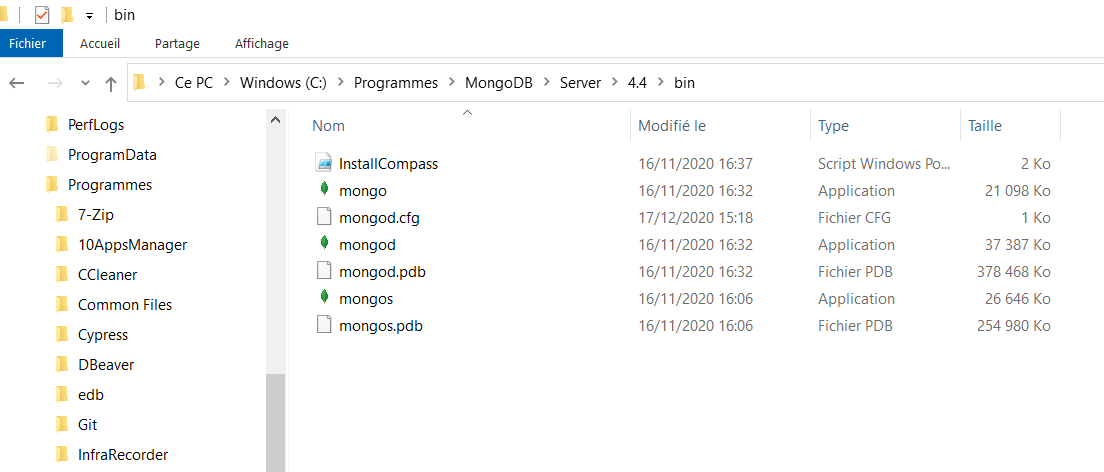 bin
Fichier Accueil Partage Affichage
Ce PC Windows (C:) Programmes MongoDB Server 4.4 bin
PerfLogs
ProgramData
Programmes
7-Zip
10AppsManager
CCleaner
Common Files
Cypress
DBeaver
edb
Git
InfraRecorder
Nom Modifié le Type Taille
InstallCompass 16/11/2020 16:37 Script Windows Po... 2 Ko
mongo 16/11/2020 16:32 Application 21 098 Ko
mongod.cfg 17/12/2020 15:18 Fichier CFG 1 Ko
mongod 16/11/2020 16:32 Application 37 387 Ko
mongod.pdb 16/11/2020 16:32 Fichier PDB 378 468 Ko
mongos 16/11/2020 16:06 Application 26 646 Ko
mongos.pdb 16/11/2020 16:06 Fichier PDB 254 980 Ko